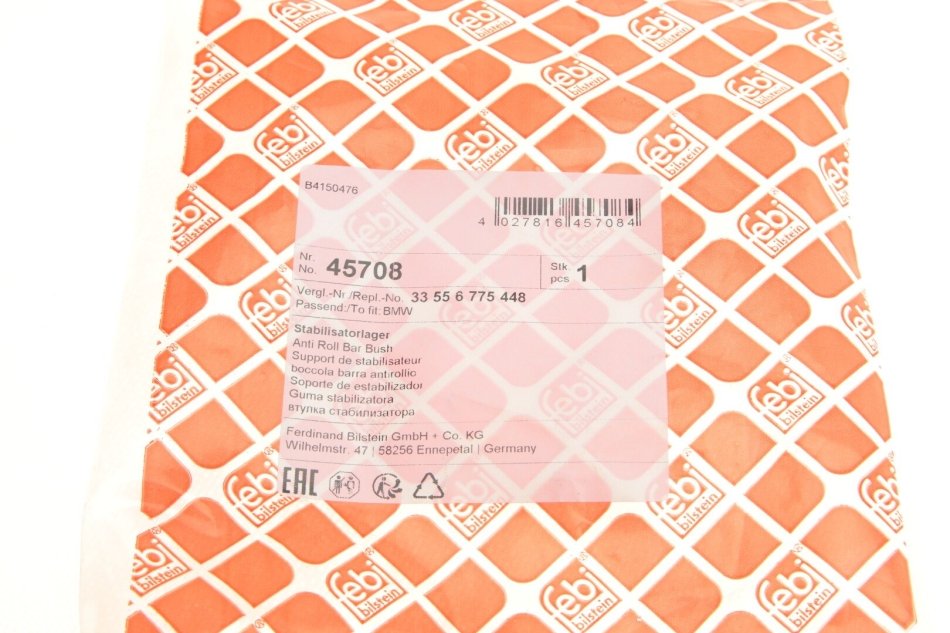 B4150476
4 027816 457084
Nr.
No. 45708
Stk.
pcs 1
Vergl.-Nr./Repl.-No. 33 55 6 775 448
Passend:/To fit: BMW
Stabilisatorlager
Anti Roll Bar Bush
Support de stabilisateur
boccola barra antirollio
Soporte de estabilizador
Guma stabilizatora
втулка стабилизатора
Ferdinand Bilstein GmbH + Co. KG
Wilhelmstr. 47 | 58256 Ennepetal | Germany
EAC
febi
bilstein